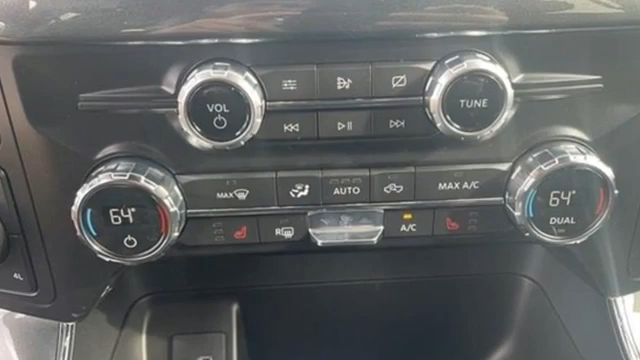 VOL
TUNE
MAX
AUTO
MAX A/C
64°
64°
DUAL
R
A/C
4L